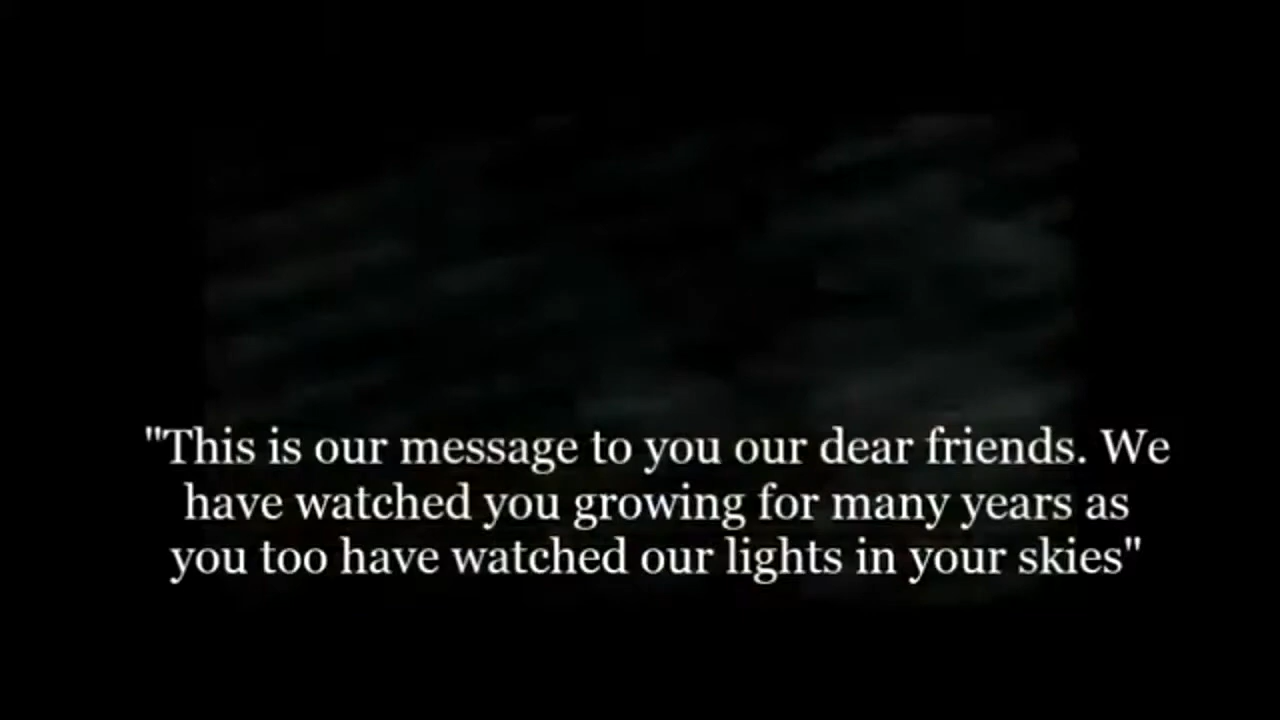 "This is our message to you our dear friends. We
have watched you growing for many years as
you too have watched our lights in your skies"